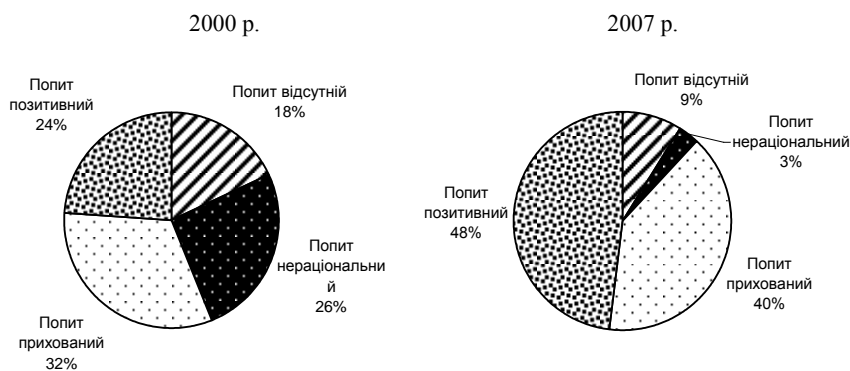 2000 р.
Попит
позитивний
24%
Попит відсутній
18%
Попит
нераціональни
й
26%
Попит
прихований
32%
2007 р.
Попит відсутній
9%
Попит
нераціональний
3%
Попит
позитивний
48%
Попит
прихований
40%